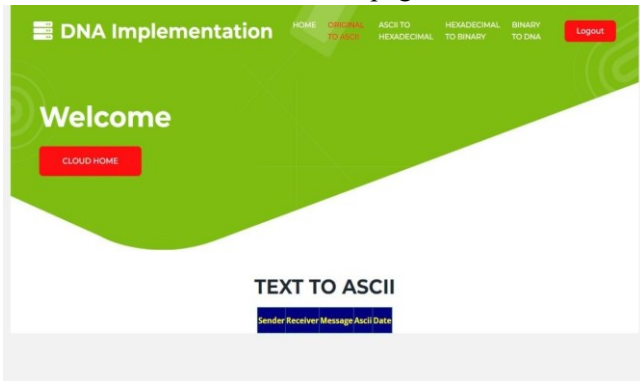 DNA Implementation
HOME
ORIGINAL TO ASCII
ASCII TO HEXADECIMAL
HEXADECIMAL TO BINARY
BINARY TO DNA
Logout
Welcome
CLOUD HOME
TEXT TO ASCII
Sender Receiver Message Ascii Date